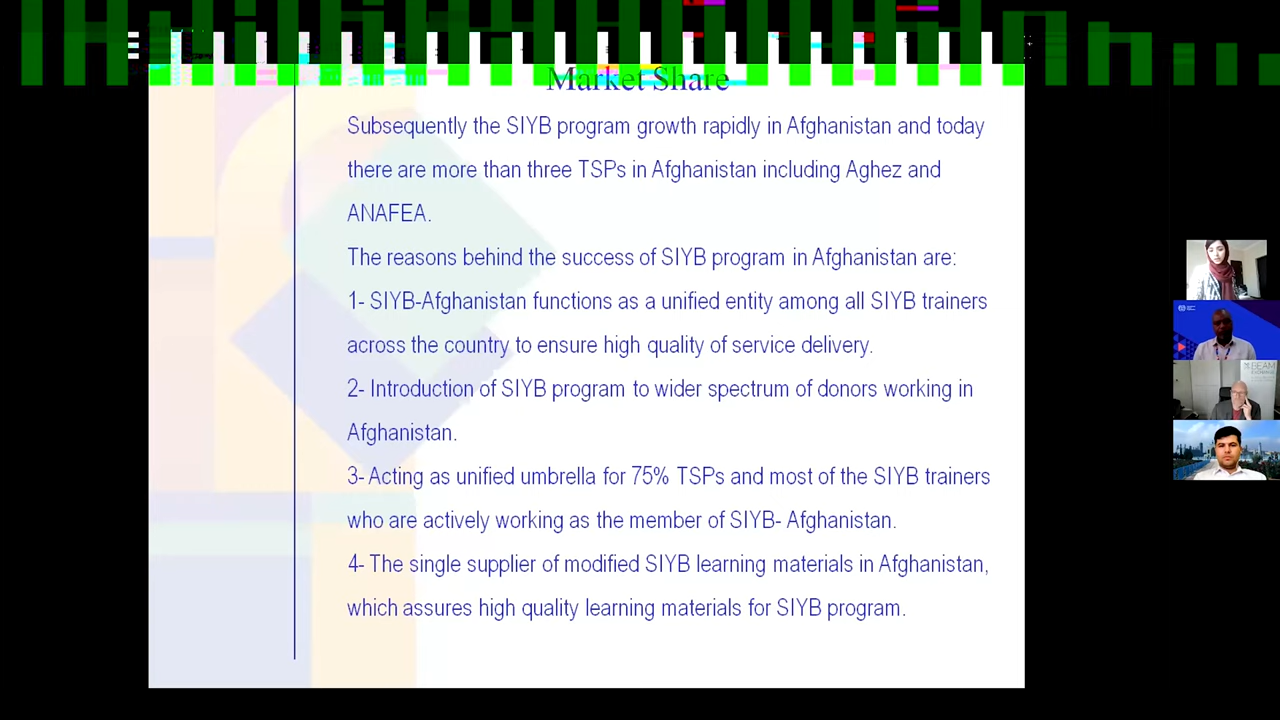 Market Share
Subsequently the SIYB program growth rapidly in Afghanistan and today
there are more than three TSPs in Afghanistan including Aghez and
ANAFEA.
The reasons behind the success of SIYB program in Afghanistan are:
1- SIYB-Afghanistan functions as a unified entity among all SIYB trainers
across the country to ensure high quality of service delivery.
2- Introduction of SIYB program to wider spectrum of donors working in
Afghanistan.
3- Acting as unified umbrella for 75% TSPs and most of the SIYB trainers
who are actively working as the member of SIYB- Afghanistan.
4- The single supplier of modified SIYB learning materials in Afghanistan,
which assures high quality learning materials for SIYB program.
BEAM